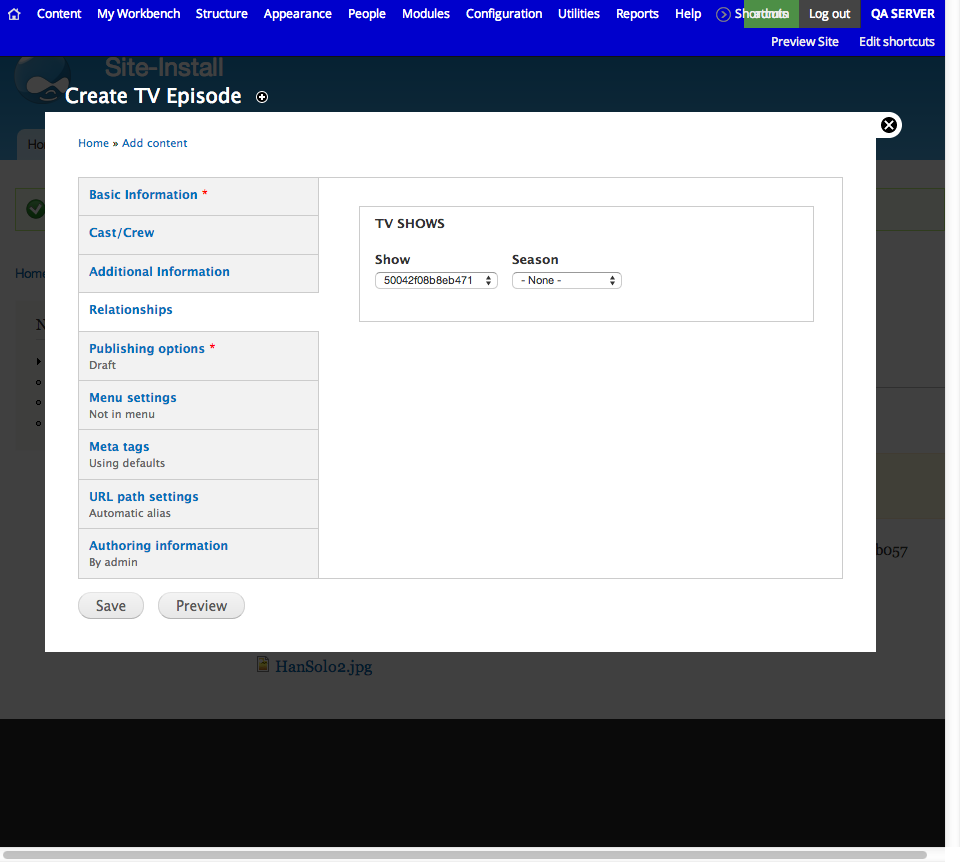 Content My Workbench Structure Appearance People Modules Configuration Utilities Reports Help Shortcuts Log out QA SERVER
Preview Site Edit shortcuts
Site-Install
Create TV Episode
Home » Add content
Basic Information *
Cast/Crew
Additional Information
Relationships
Publishing options *
Draft
Menu settings
Not in menu
Meta tags
Using defaults
URL path settings
Automatic alias
Authoring information
By admin
TV SHOWS
Show Season
50042f08b8eb471 - None -
Save Preview
Home
b057
HanSolo2.jpg